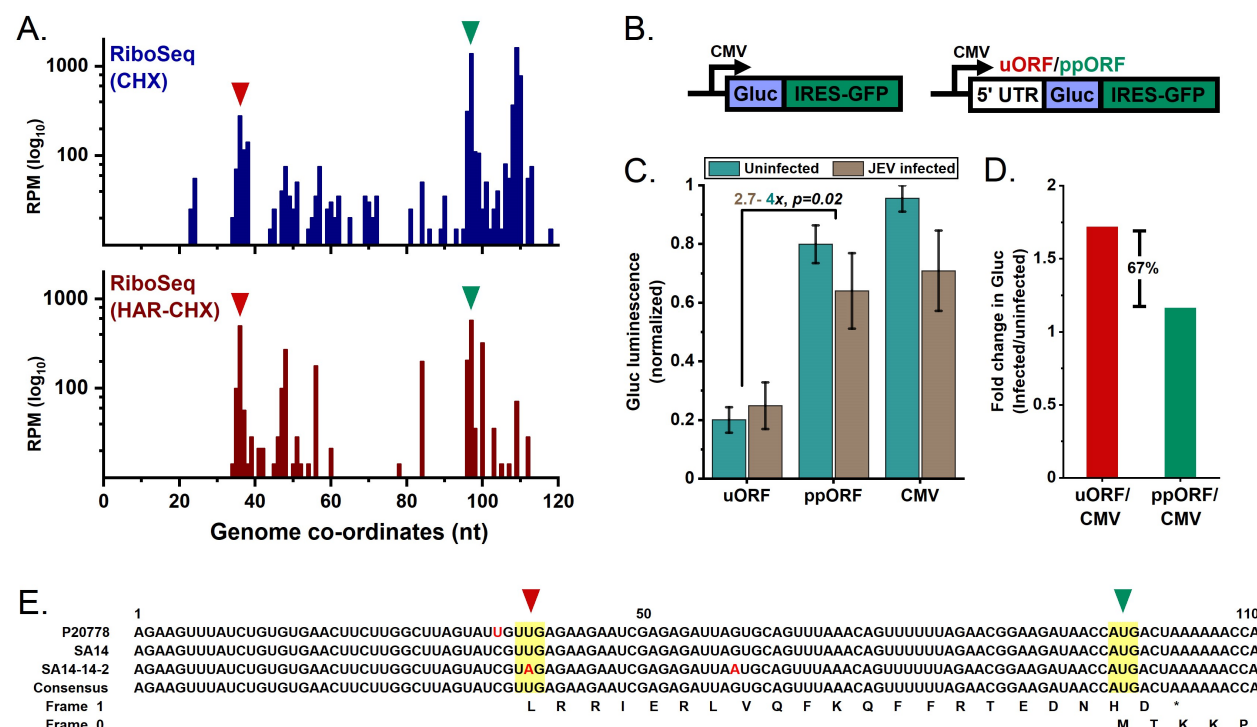 A.
RiboSeq
(CHX)
1000
100
RPM (log10)
RiboSeq
(HAR-CHX)
1000
100
RPM (log10)
0 20 40 60 80 100 120
Genome co-ordinates (nt)
B.
CMV
Gluc IRES-GFP
CMV uORF/ppORF
5' UTR Gluc IRES-GFP
C.
Uninfected JEV infected
2.7- 4x, p=0.02
1
0.8
0.6
0.4
0.2
0
Gluc luminescence
(normalized)
uORF ppORF CMV
D.
2
1.5
1
0.5
0
67%
Fold change in Gluc
(Infected/uninfected)
uORF/
CMV
ppORF/
CMV
E.
1 50 110
P20778 AGAAGUUUAUCUGUGUGAACUUCUUGGCUUAGUAUUGUUGAGAAGAAUCGAGAGAUUAGUGCAGUUUAAACAGUUUUUUAGAACGGAAGAUAACCAUGACUAAAAAACCA
SA14 AGAAGUUUAUCUGUGUGAACUUCUUGGCUUAGUAUCGUUGAGAAGAAUCGAGAGAUUAGUGCAGUUUAAACAGUUUUUUAGAACGGAAGAUAACCAUGACUAAAAAACCA
SA14-14-2 AGAAGUUUAUCUGUGUGAACUUCUUGGCUUAGUAUCGUAGAGAAGAAUCGAGAGAUUAAUGCAGUUUAAACAGUUUUUUAGAACGGAAGAUAACCAUGACUAAAAAACCA
Consensus AGAAGUUUAUCUGUGUGAACUUCUUGGCUUAGUAUCGUUGAGAAGAAUCGAGAGAUUAGUGCAGUUUAAACAGUUUUUUAGAACGGAAGAUAACCAUGACUAAAAAACCA
Frame 1 L R R I E R L V Q F K Q F F R T E D N H D *
Frame 0 M T K K P